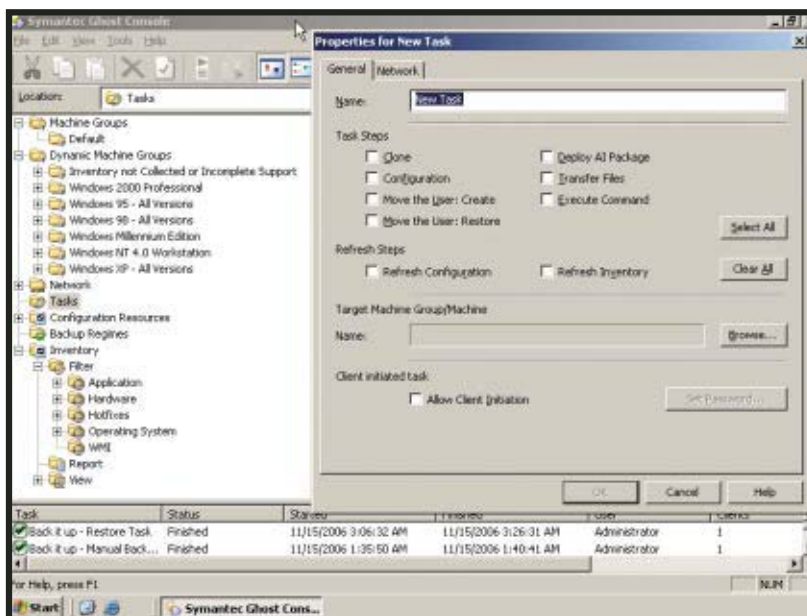 Symantec Ghost Console
File Edit View Tools Help
Location: Tasks
Machine Groups
Default
Dynamic Machine Groups
Inventory not Collected or Incomplete Support
Windows 2000 Professional
Windows 95 - All Versions
Windows 98 - All Versions
Windows Millennium Edition
Windows NT 4.0 Workstation
Windows XP - All Versions
Network
Tasks
Configuration Resources
Backup Regimes
Inventory
Filter
Application
Hardware
Hotfixes
Operating System
WMI
Report
View
Properties for New Task
General Network
Name: New Task
Task Steps
Clone Deploy AI Package
Configuration Transfer Files
Move the User: Create Execute Command
Move the User: Restore
Select All
Refresh Steps
Refresh Configuration Refresh Inventory
Clear All
Target Machine Group/Machine
Name: Browse...
Client initiated task
Allow Client Initiation Set Password...
OK Cancel Help
Task Status Started Finished User Clients
Back it up - Restore Task Finished 11/15/2006 3:06:32 AM 11/15/2006 3:26:31 AM Administrator 1
Back it up - Manual Back... Finished 11/15/2006 1:35:50 AM 11/15/2006 1:40:41 AM Administrator 1
for Help, press F1 NUM
Start Symantec Ghost Cons...